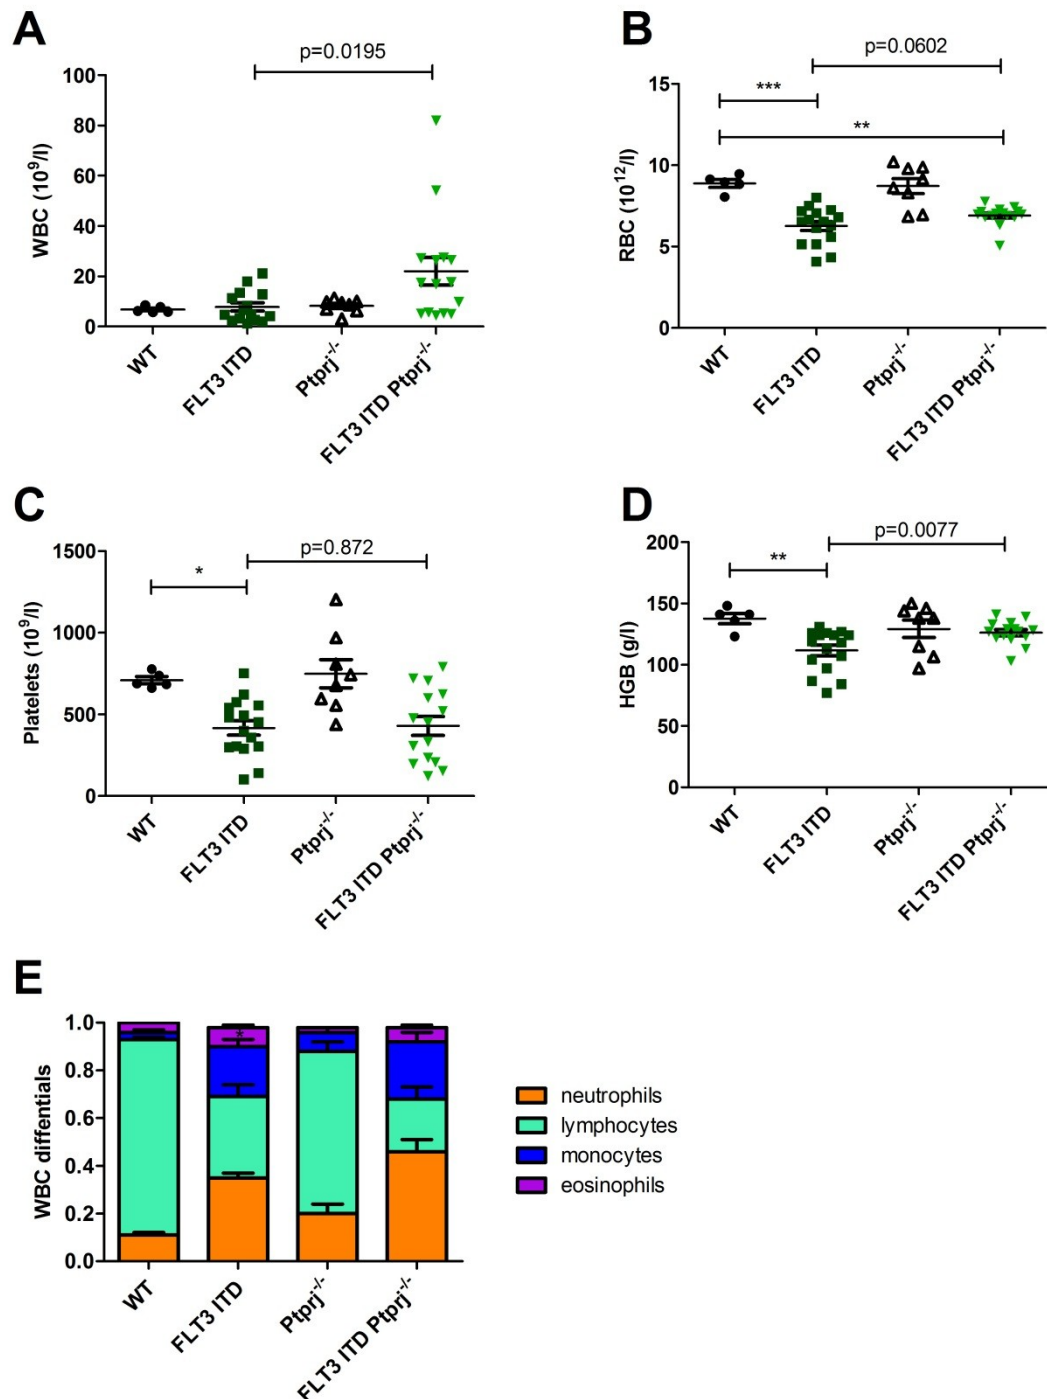 A
p=0.0195
WBC (10⁹/l)
100
80
60
40
20
0
WT
FLT3 ITD
Ptprj⁻/⁻
FLT3 ITD Ptprj⁻/⁻
B
p=0.0602
***
**
RBC (10¹²/l)
15
10
5
0
WT
FLT3 ITD
Ptprj⁻/⁻
FLT3 ITD Ptprj⁻/⁻
C
p=0.872
*
Platelets (10⁹/l)
1500
1000
500
0
WT
FLT3 ITD
Ptprj⁻/⁻
FLT3 ITD Ptprj⁻/⁻
D
p=0.0077
**
HGB (g/l)
200
150
100
50
0
WT
FLT3 ITD
Ptprj⁻/⁻
FLT3 ITD Ptprj⁻/⁻
E
WBC diffentials
1.0
0.8
0.6
0.4
0.2
0.0
*
WT
FLT3 ITD
Ptprj⁻/⁻
FLT3 ITD Ptprj⁻/⁻
neutrophils
lymphocytes
monocytes
eosinophils